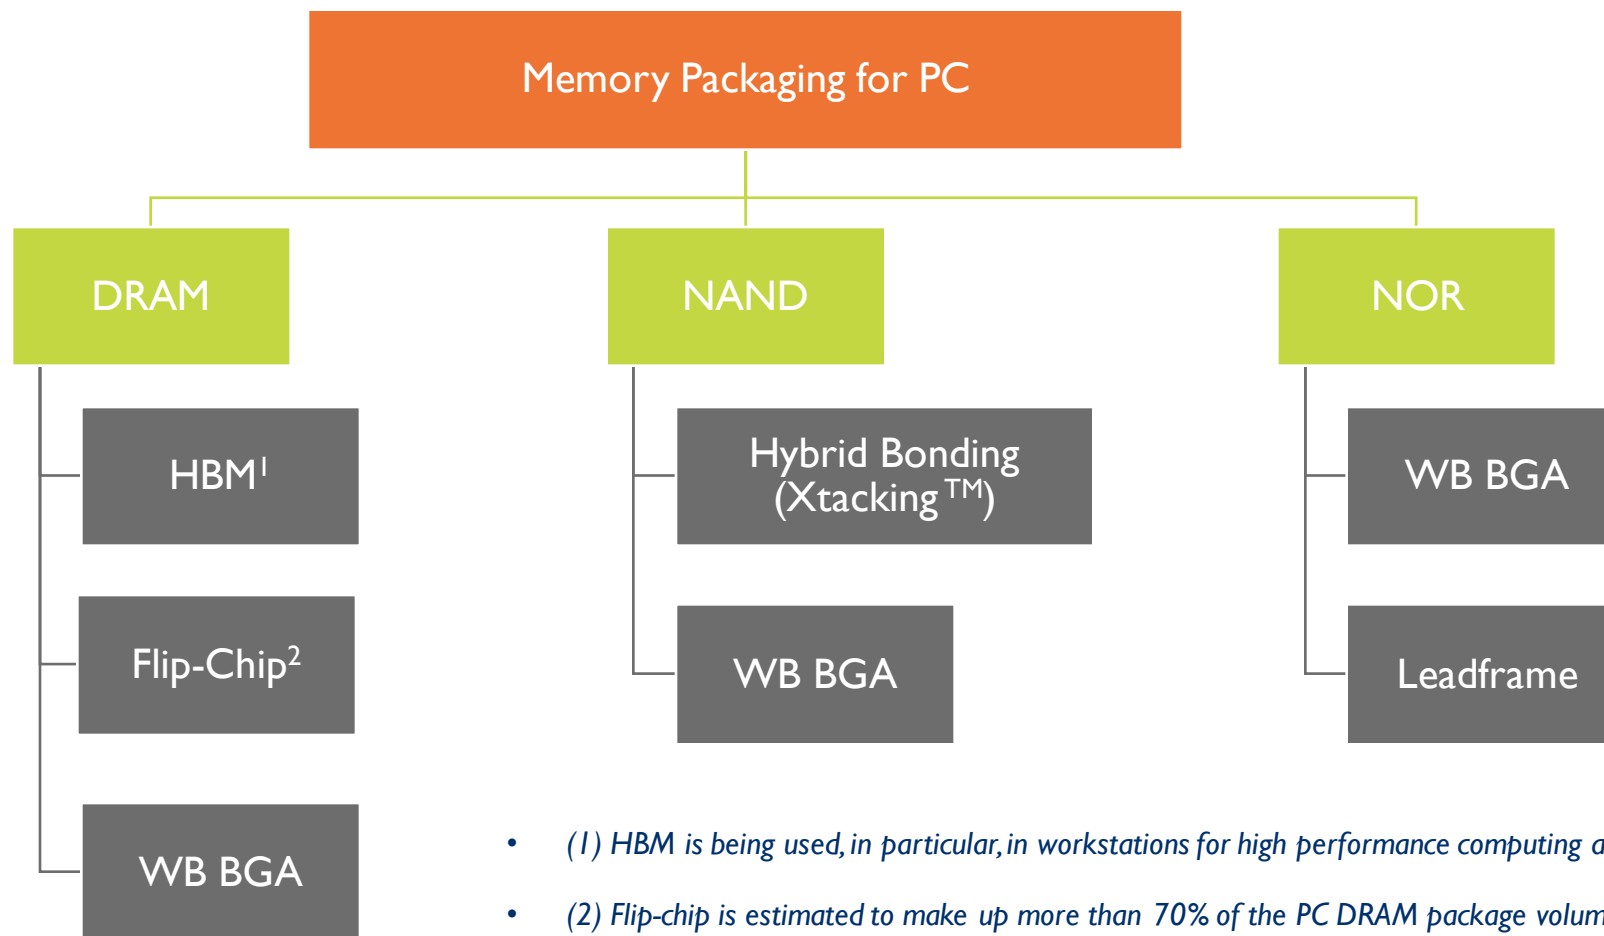 Memory Packaging for PC
DRAM
NAND
NOR
HBM¹
Hybrid Bonding
(Xtacking™)
WB BGA
Flip-Chip²
WB BGA
Leadframe
WB BGA
• (1) HBM is being used, in particular, in workstations for high performance computing
• (2) Flip-chip is estimated to make up more than 70% of the PC DRAM package